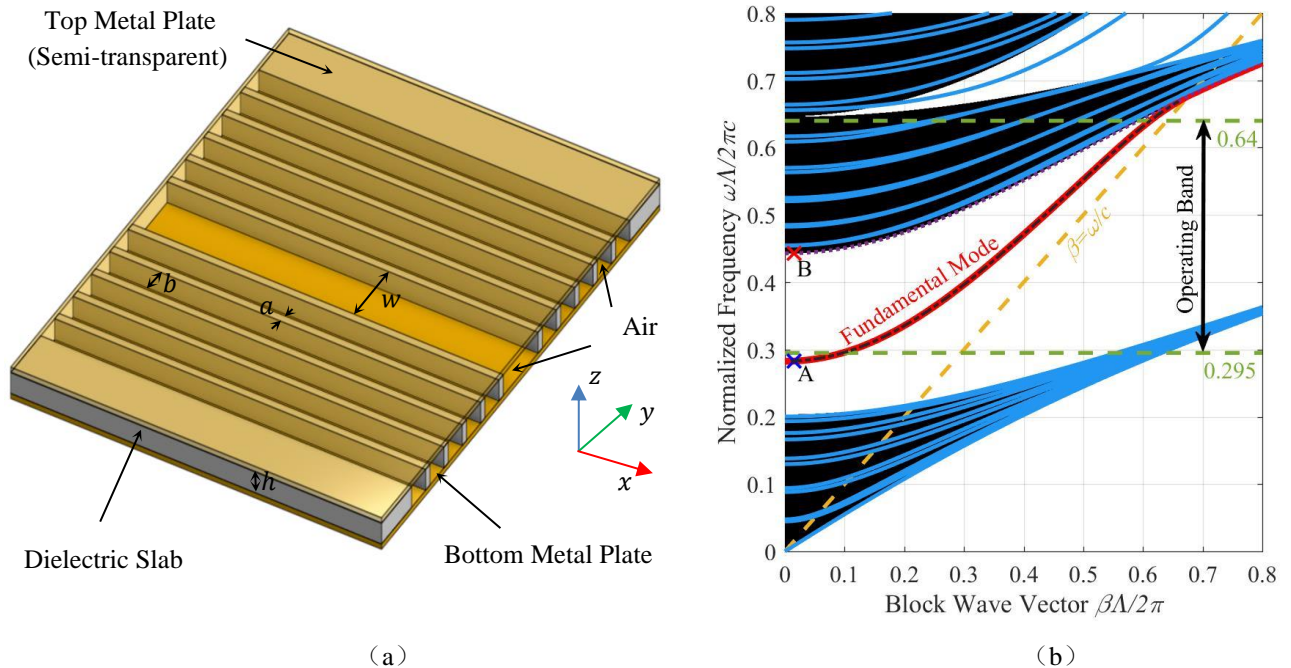 Top Metal Plate
(Semi-transparent)
b
a
w
Air
z
y
x
h
Dielectric Slab
Bottom Metal Plate
(a)
Normalized Frequency ωΛ/2πc
0.8
0.7
0.6
0.5
0.4
0.3
0.2
0.1
0
0.64
β=ω/c
Operating Band
B
Fundamental Mode
A
0.295
0
0.1
0.2
0.3
0.4
0.5
0.6
0.7
0.8
Block Wave Vector βΛ/2π
(b)